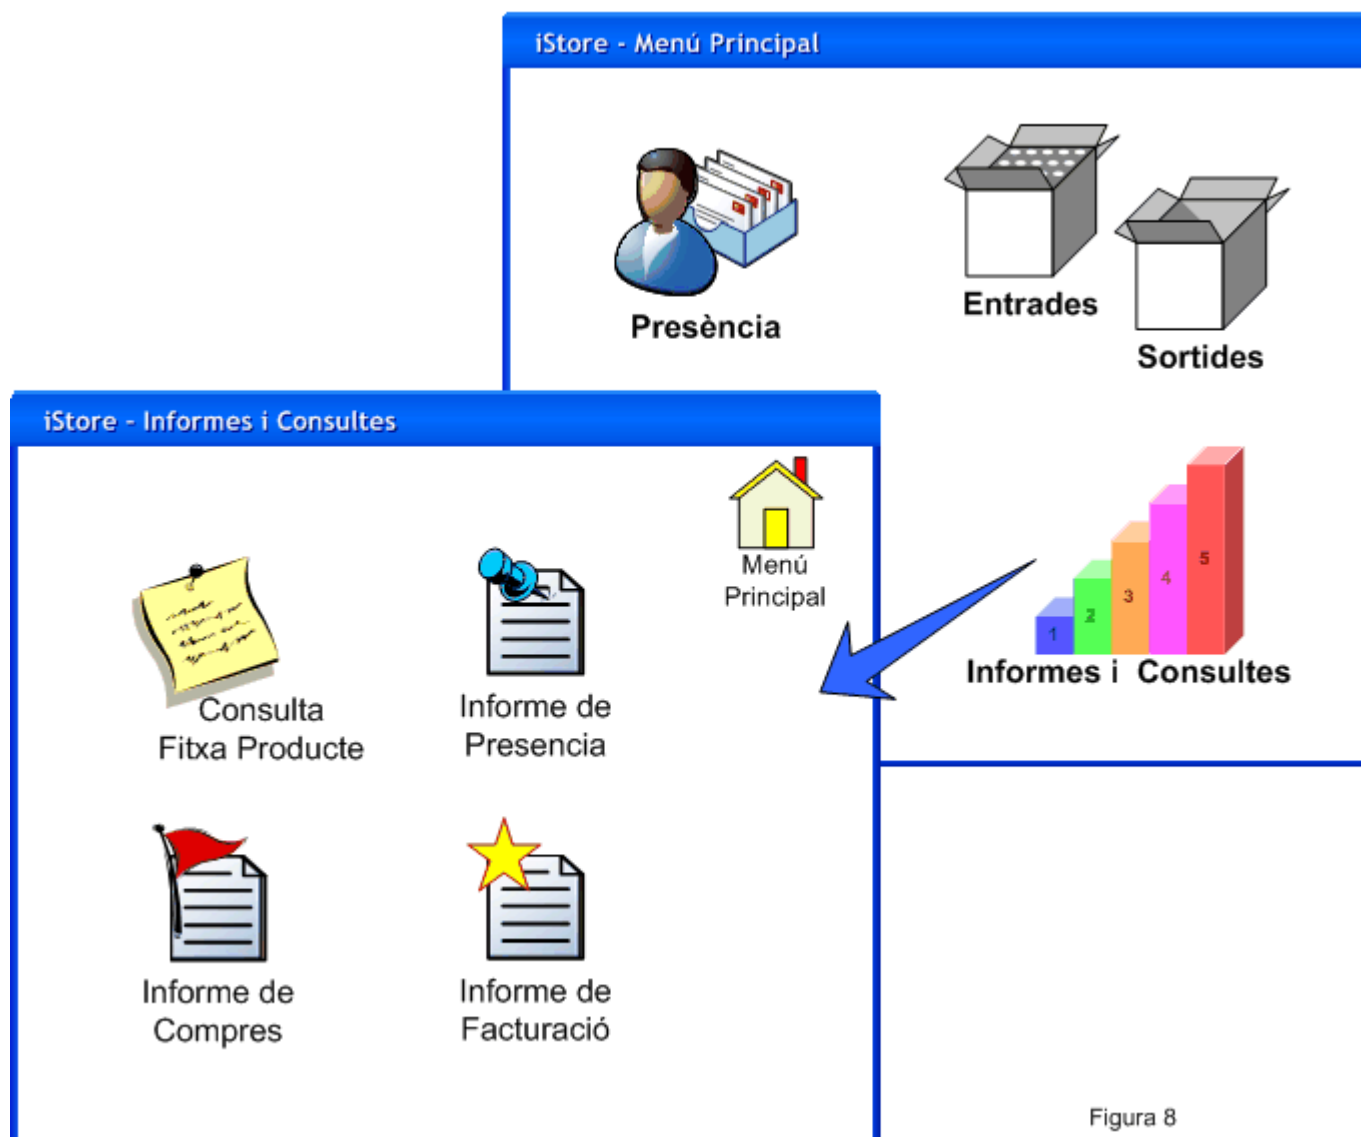 iStore - Menú Principal
Presència
Entrades
Sortides
Informes i Consultes
1
2
3
4
5
iStore - Informes i Consultes
Menú
Principal
Consulta
Fitxa Producte
Informe de
Presencia
Informe de
Compres
Informe de
Facturació
Figura 8